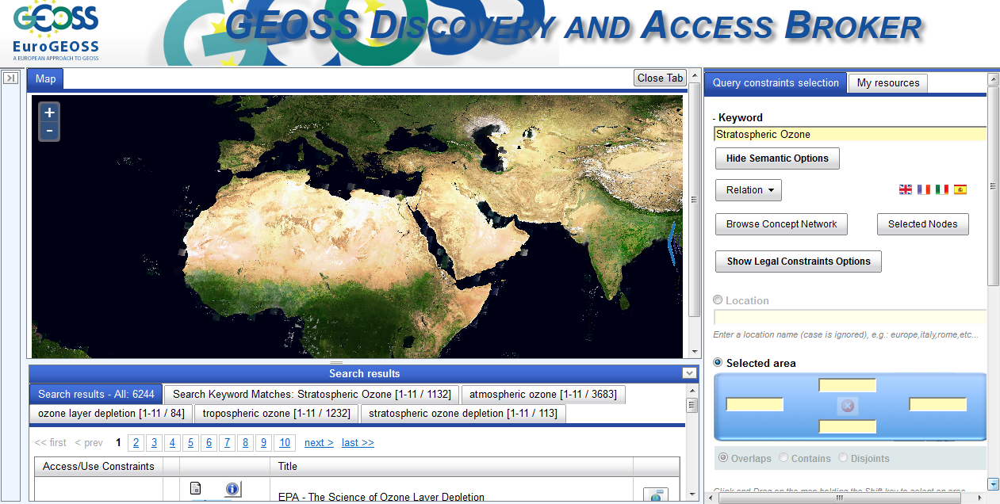 GEOSS
EuroGEOSS
A EUROPEAN APPROACH TO GEOSS
GEOSS DISCOVERY AND ACCESS BROKER
Map
Close Tab
+
-
Query constraints selection
My resources
- Keyword
Stratospheric Ozone
Hide Semantic Options
Relation
Browse Concept Network
Selected Nodes
Show Legal Constraints Options
Location
Enter a location name (case is ignored), e.g.: europe,italy,rome,etc...
Selected area
Overlaps Contains Disjoints
Click and Drag on the map holding the Shift key to select an area
Search results
Search results - All: 6244
Search Keyword Matches: Stratospheric Ozone [1-11 / 1132]
atmospheric ozone [1-11 / 3683]
ozone layer depletion [1-11 / 84]
tropospheric ozone [1-11 / 1232]
stratospheric ozone depletion [1-11 / 113]
<< first < prev 1 2 3 4 5 6 7 8 9 10 next > last >>
Access/Use Constraints
Title
EPA - The Science of Ozone Layer Depletion